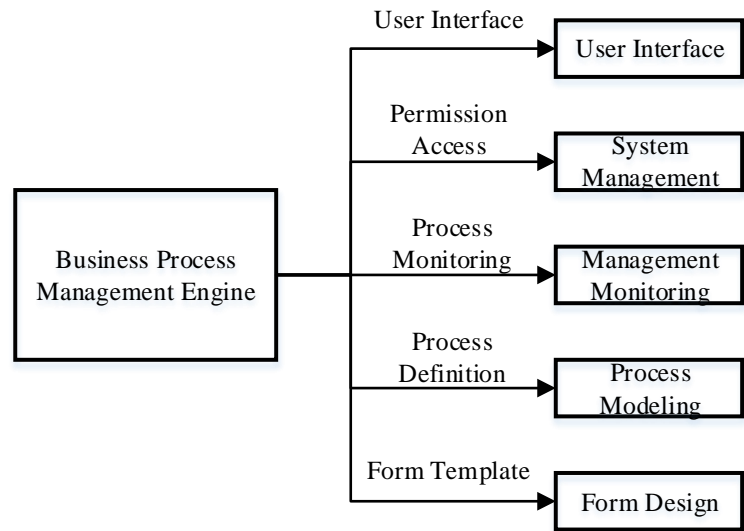 User Interface
User Interface
Permission
Access
System
Management
Business Process
Management Engine
Process
Monitoring
Management
Monitoring
Process
Definition
Process
Modeling
Form Template
Form Design